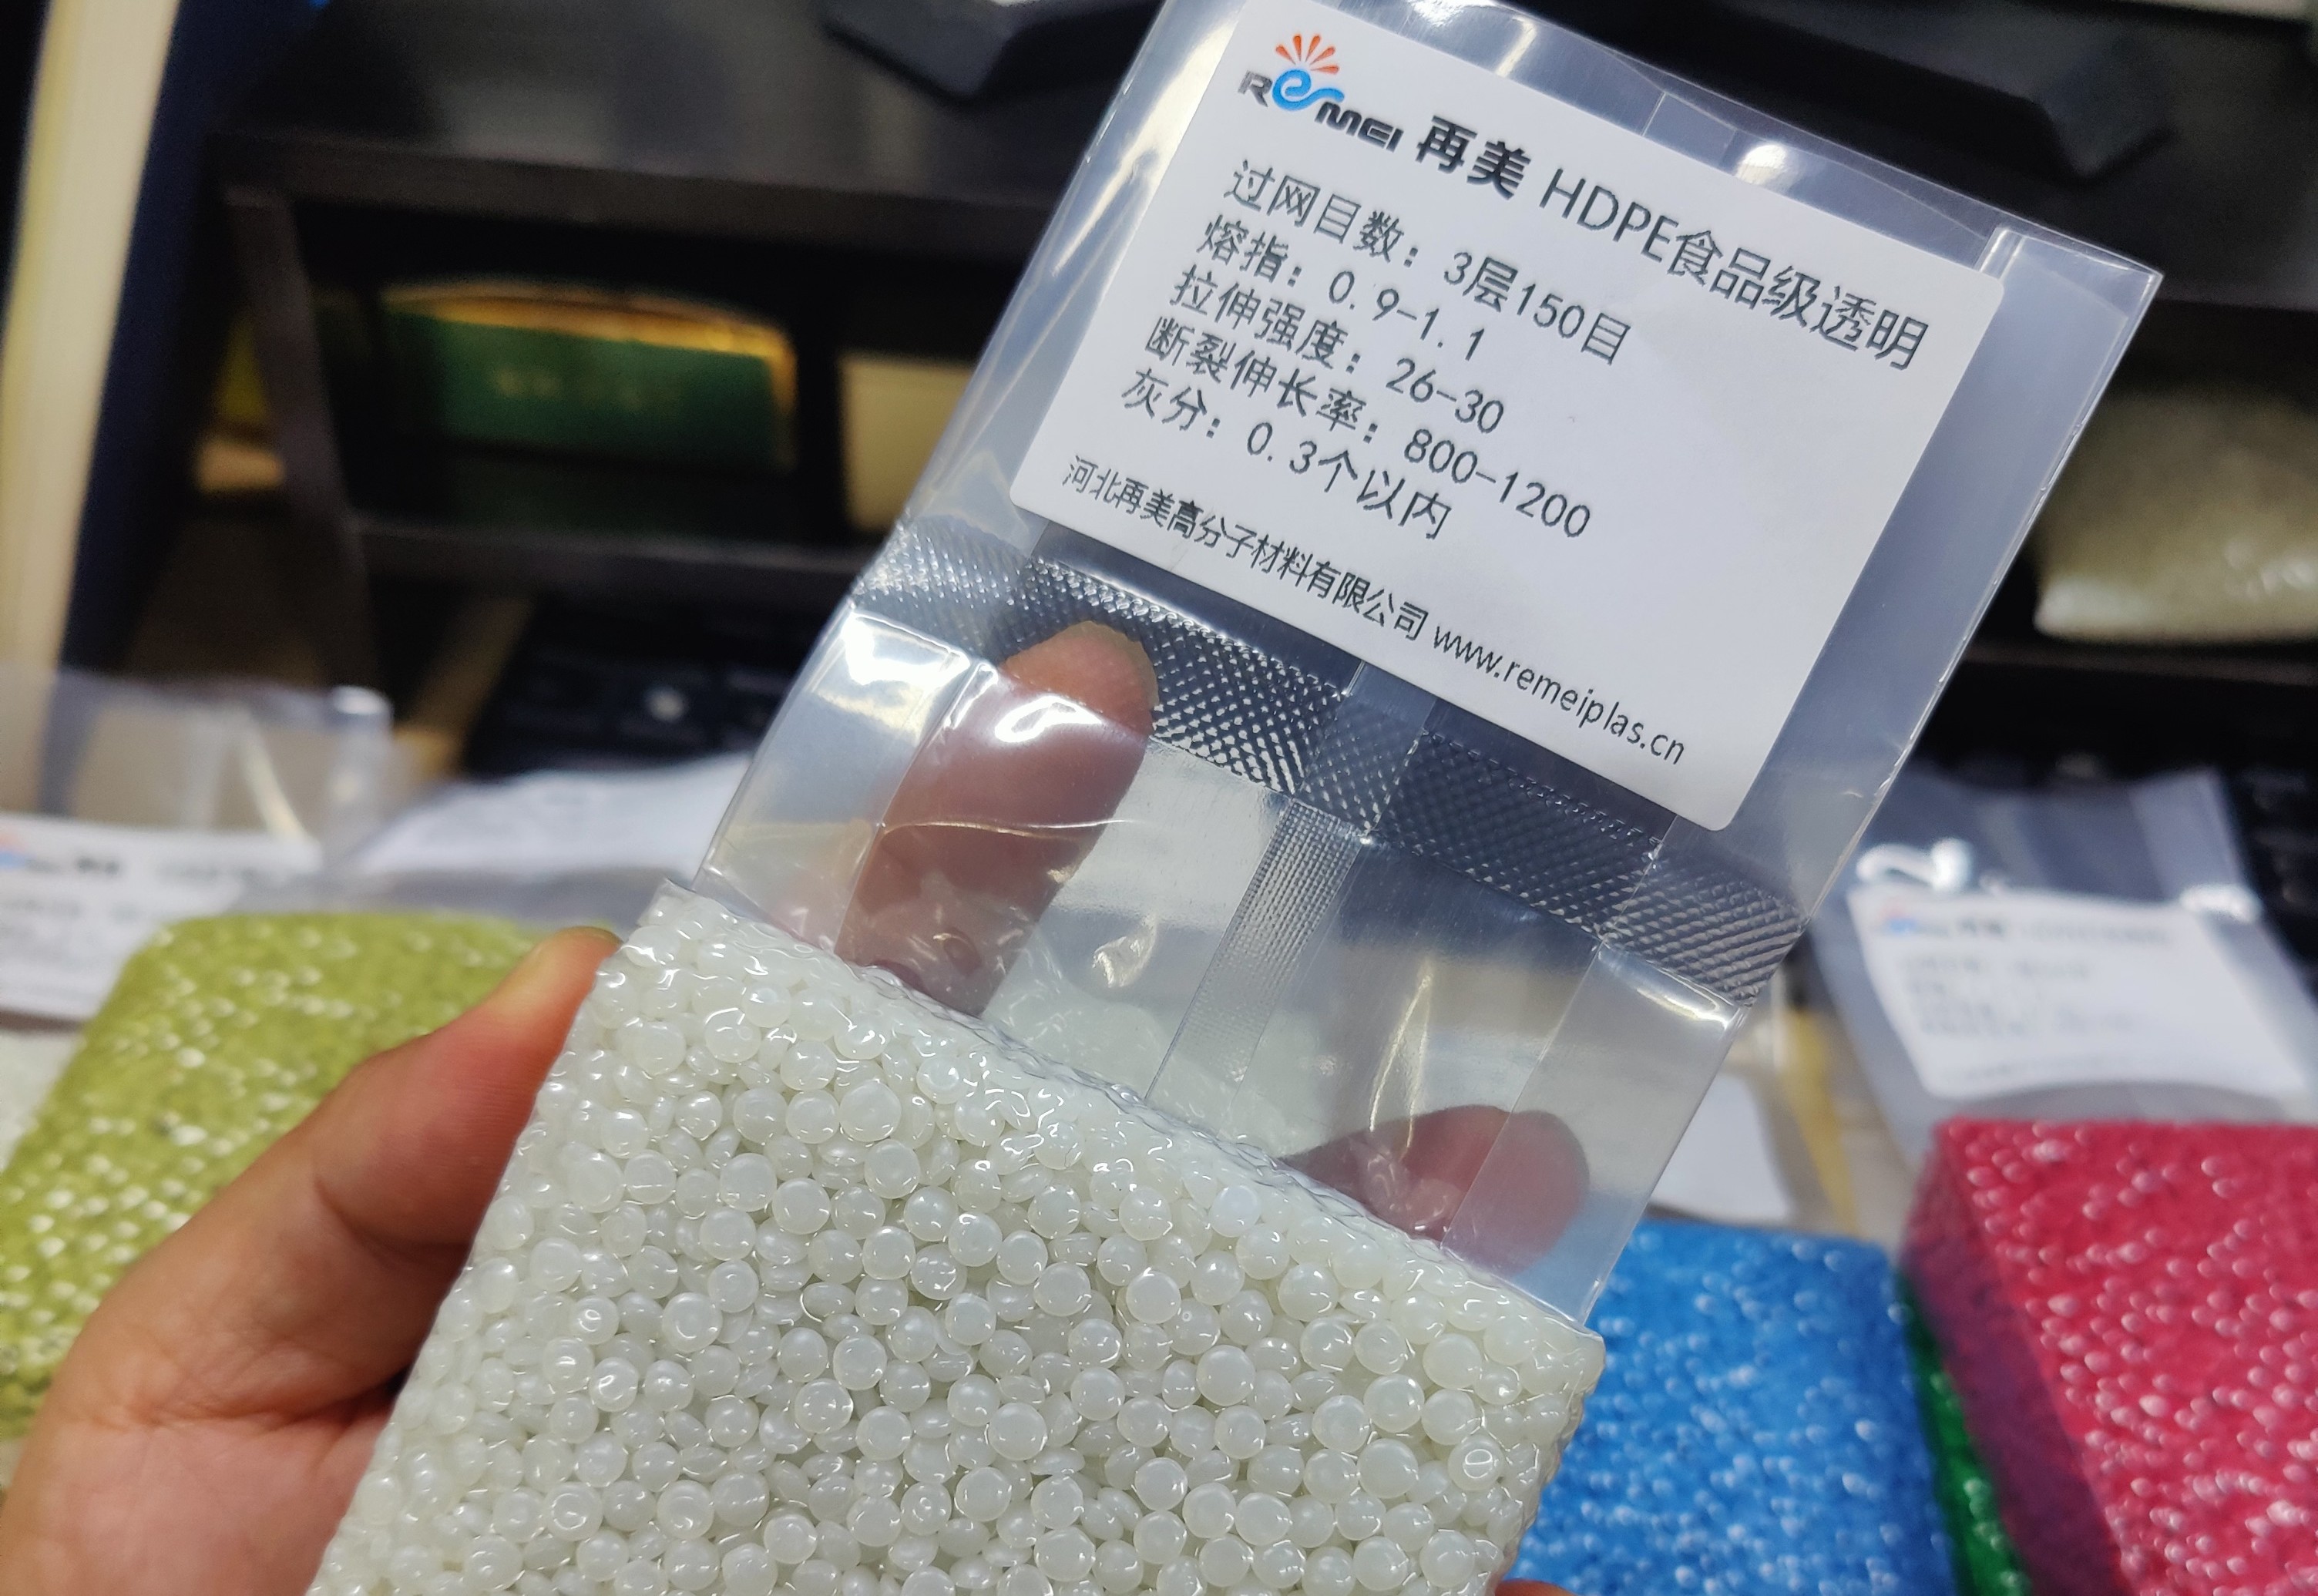 ReMEI 再美 HDPE食品级透明
过网目数：3层150目
熔指：0.9-1.1
拉伸强度：26-30
断裂伸长率：800-1200
灰分：0.3个以内
河北再美高分子材料有限公司 www.remeiplas.cn